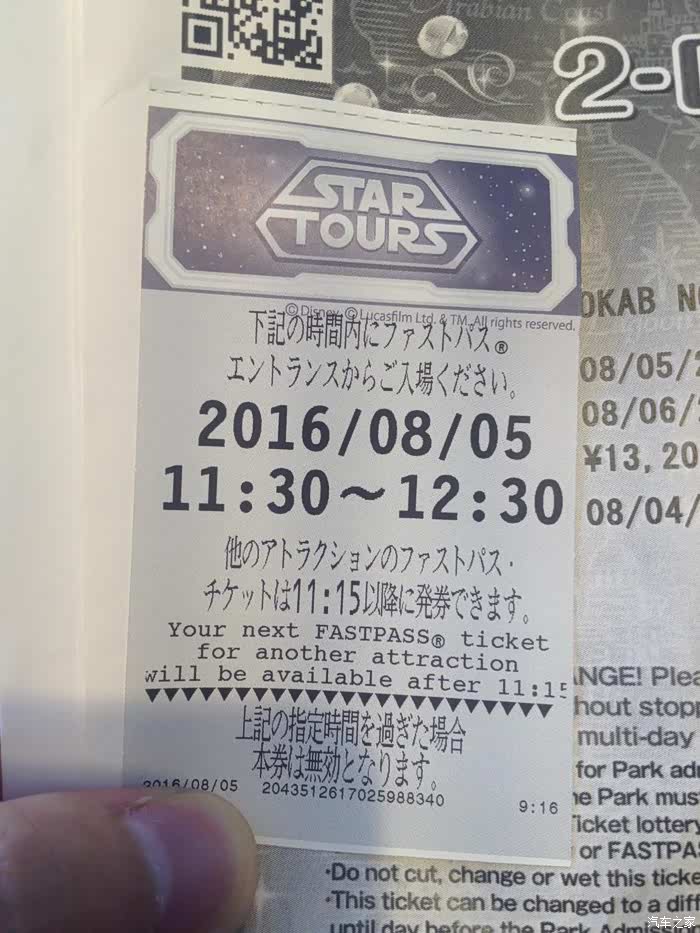 Arabian Coast
2-
STAR
TOURS
©Disney, ©Lucasfilm Ltd. & TM. All rights reserved.
下記の時間内にファストパス®
エントランスからご入場ください。
2016/08/05
11:30～12:30
他のアトラクションのファストパス・
チケットは11:15以降に発券できます。
Your next FASTPASS® ticket
for another attraction
will be available after 11:15
上記の指定時間を過ぎた場合
本券は無効となります。
2016/08/05 2043512617025988340 9:16
OKAB
08/05/
08/06/
¥13,20
08/04/
NGE! Plea
hout stopp
multi-day
for Park adm
he Park mus
icket lottery
or FASTPA
·Do not cut, change or wet this ticke
·This ticket can be changed to a diff
until day before the Park Admis
汽车之家